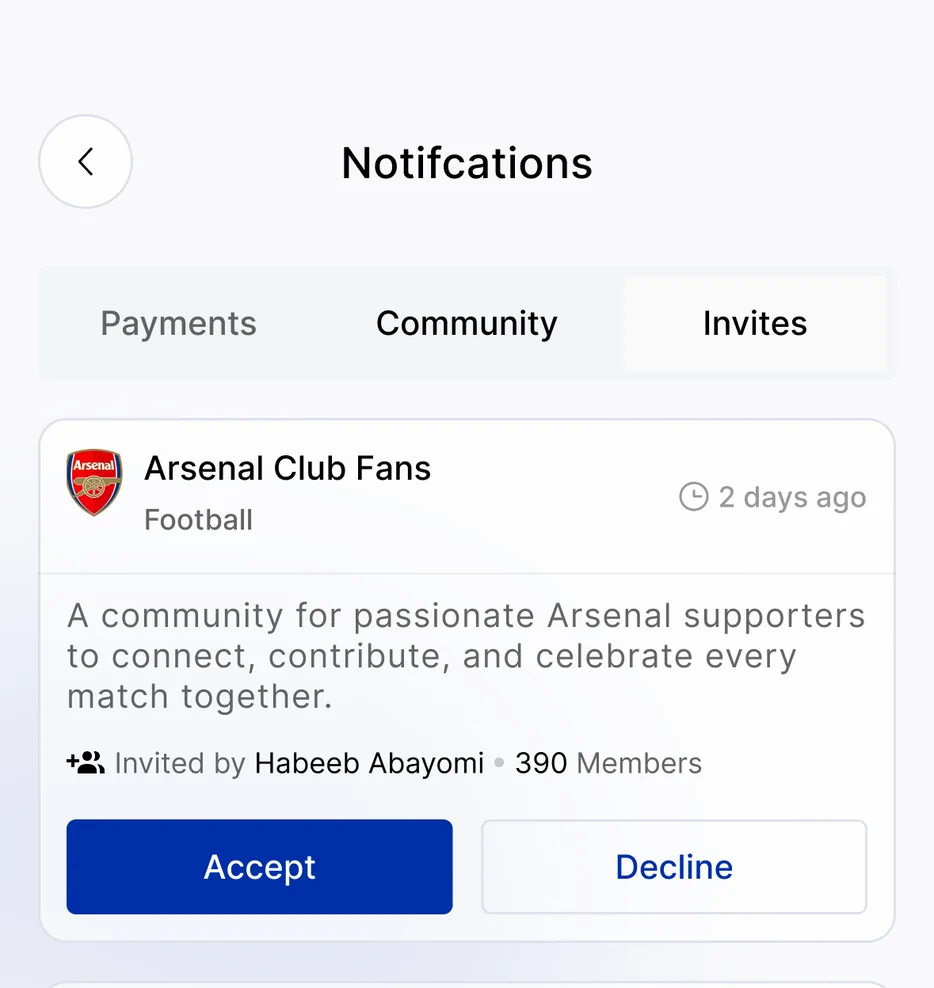 Notifcations
Payments Community Invites
Arsenal
Arsenal Club Fans
Football
2 days ago
A community for passionate Arsenal supporters
to connect, contribute, and celebrate every
match together.
Invited by Habeeb Abayomi • 390 Members
Accept Decline